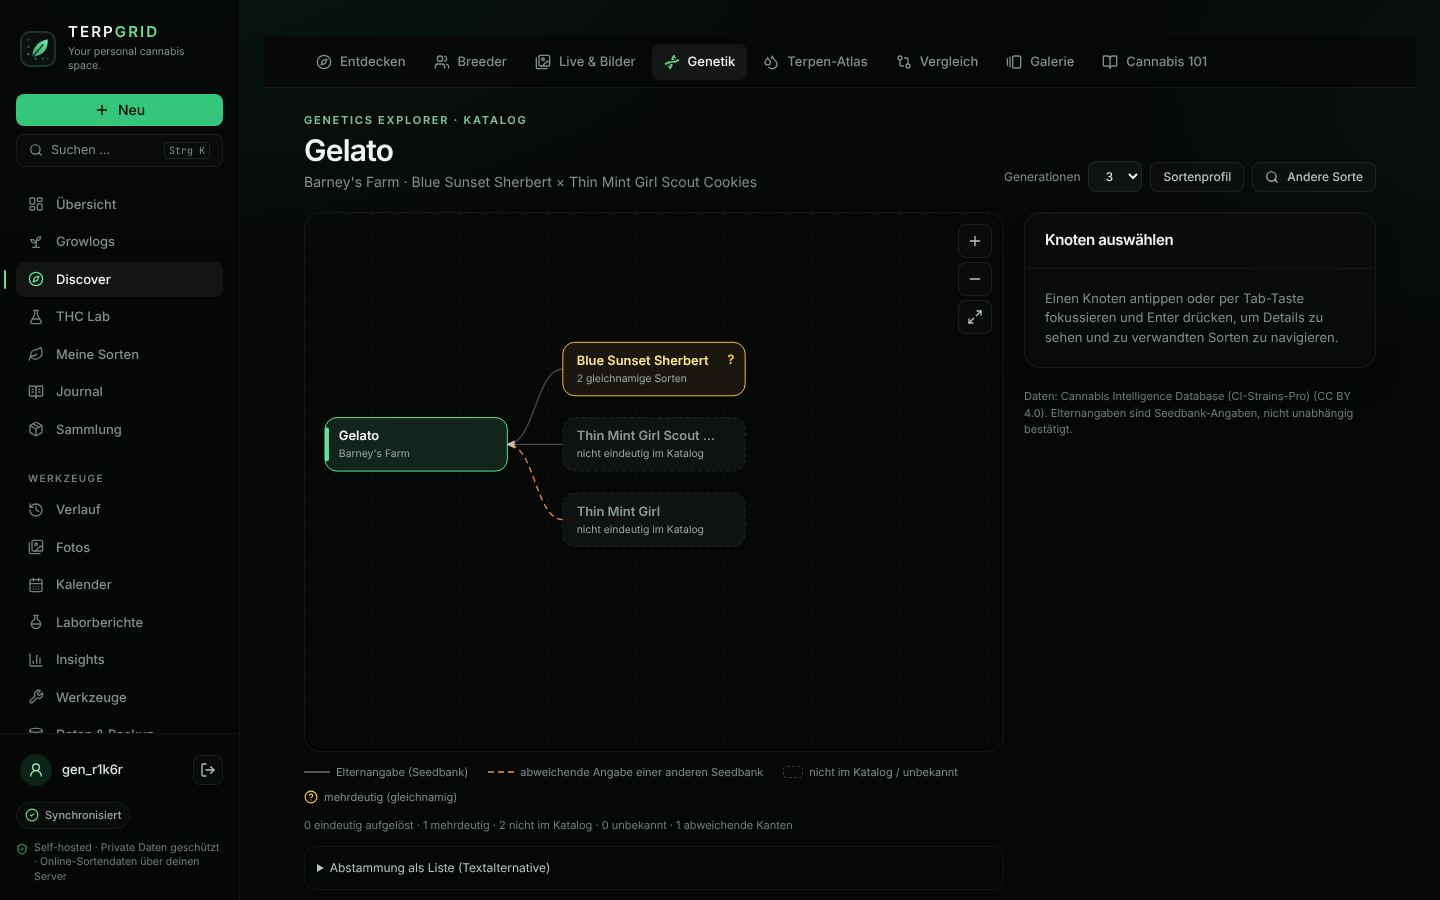 TERPGRID
Your personal cannabis
space.
Neu
Suchen ...
Strg K
Übersicht
Growlogs
Discover
THC Lab
Meine Sorten
Journal
Sammlung
WERKZEUGE
Verlauf
Fotos
Kalender
Laborberichte
Insights
Werkzeuge
Daten & Backup
gen_r1k6r
Synchronisiert
Self-hosted · Private Daten geschützt
· Online-Sortendaten über deinen
Server
Entdecken
Breeder
Live & Bilder
Genetik
Terpen-Atlas
Vergleich
Galerie
Cannabis 101
GENETICS EXPLORER · KATALOG
Gelato
Barney's Farm · Blue Sunset Sherbert × Thin Mint Girl Scout Cookies
Generationen
3
Sortenprofil
Andere Sorte
Blue Sunset Sherbert ?
2 gleichnamige Sorten
Gelato
Barney's Farm
Thin Mint Girl Scout ...
nicht eindeutig im Katalog
Thin Mint Girl
nicht eindeutig im Katalog
Knoten auswählen
Einen Knoten antippen oder per Tab-Taste
fokussieren und Enter drücken, um Details zu
sehen und zu verwandten Sorten zu navigieren.
Daten: Cannabis Intelligence Database (CI-Strains-Pro) (CC BY
4.0). Elternangaben sind Seedbank-Angaben, nicht unabhängig
bestätigt.
Elternangabe (Seedbank)
abweichende Angabe einer anderen Seedbank
nicht im Katalog / unbekannt
? mehrdeutig (gleichnamig)
0 eindeutig aufgelöst · 1 mehrdeutig · 2 nicht im Katalog · 0 unbekannt · 1 abweichende Kanten
Abstammung als Liste (Textalternative)